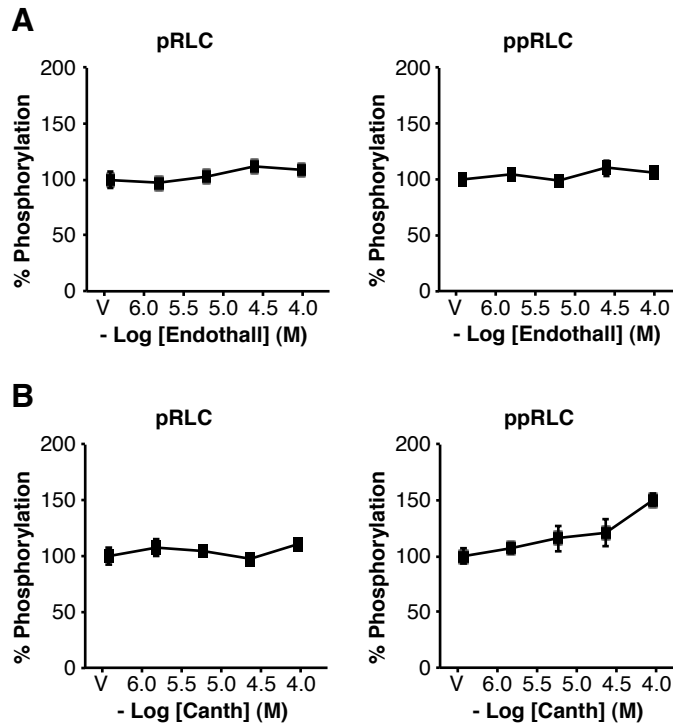 A
pRLC
ppRLC
% Phosphorylation
200
150
100
50
0
V 6.0 5.5 5.0 4.5 4.0
- Log [Endothall] (M)
% Phosphorylation
200
150
100
50
0
V 6.0 5.5 5.0 4.5 4.0
- Log [Endothall] (M)
B
pRLC
ppRLC
% Phosphorylation
200
150
100
50
0
V 6.0 5.5 5.0 4.5 4.0
- Log [Canth] (M)
% Phosphorylation
200
150
100
50
0
V 6.0 5.5 5.0 4.5 4.0
- Log [Canth] (M)